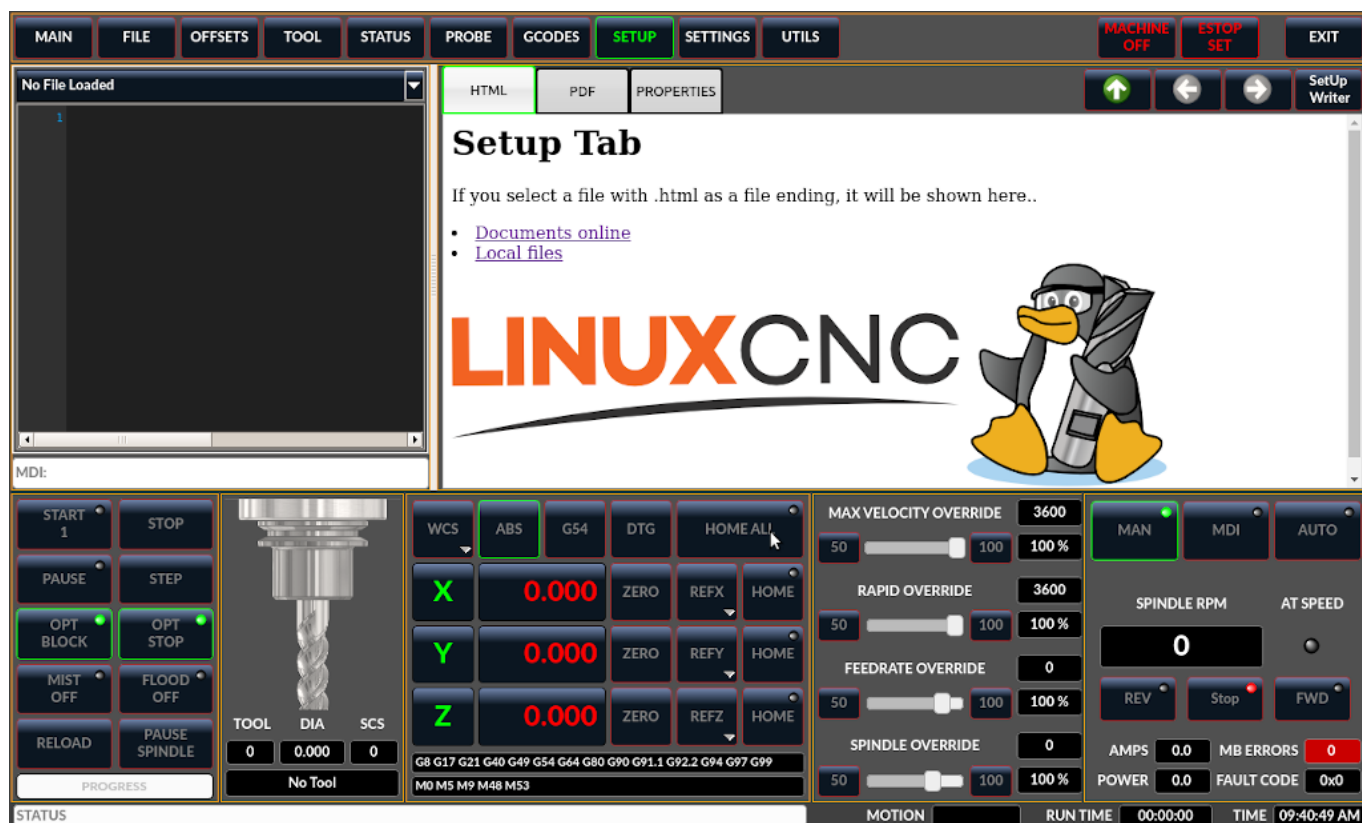 MAIN FILE OFFSETS TOOL STATUS PROBE GCODES SETUP SETTINGS UTILS MACHINE OFF ESTOP SET EXIT
No File Loaded
1
MDI:
HTML PDF PROPERTIES SetUp Writer
Setup Tab
If you select a file with .html as a file ending, it will be shown here..
• Documents online
• Local files
LINUXCNC
START 1 STOP
PAUSE STEP
OPT BLOCK OPT STOP
MIST OFF FLOOD OFF
RELOAD PAUSE SPINDLE
PROGRESS
TOOL DIA SCS
0 0.000 0
No Tool
WCS ABS G54 DTG HOME ALL
X 0.000 ZERO REFX HOME
Y 0.000 ZERO REFY HOME
Z 0.000 ZERO REFZ HOME
G8 G17 G21 G40 G49 G54 G64 G80 G90 G91.1 G92.2 G94 G97 G99
M0 M5 M9 M48 M53
MAX VELOCITY OVERRIDE 3600
50 100 100 %
RAPID OVERRIDE 3600
50 100 100 %
FEEDRATE OVERRIDE 0
50 100 100 %
SPINDLE OVERRIDE 0
50 100 100 %
MAN MDI AUTO
SPINDLE RPM AT SPEED
0
REV Stop FWD
AMPS 0.0 MB ERRORS 0
POWER 0.0 FAULT CODE 0x0
STATUS MOTION RUN TIME 00:00:00 TIME 09:40:49 AM